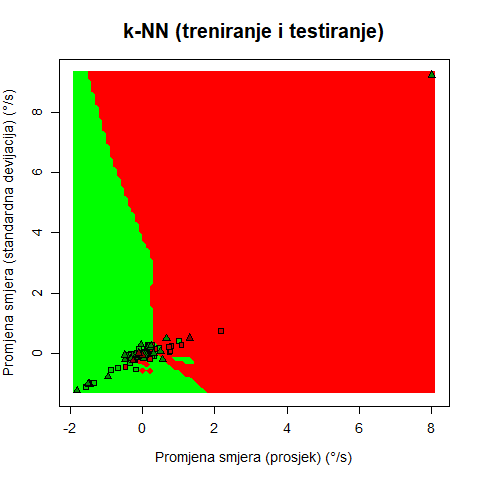 k-NN (treniranje i testiranje)
Promjena smjera (standardna devijacija) (°/s)
8
6
4
2
0
-2 0 2 4 6 8
Promjena smjera (prosjek) (°/s)